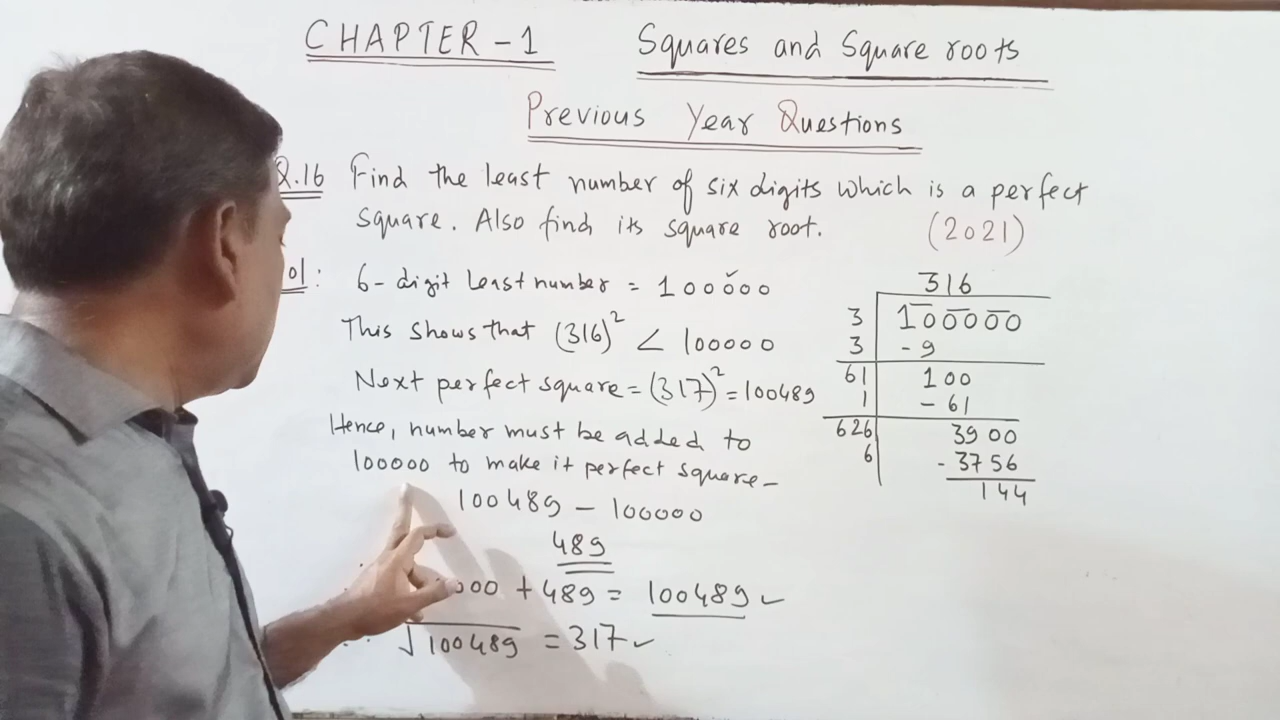 CHAPTER-1 Squares and Square roots
Previous Year Questions
Q.16 Find the least number of six digits which is a perfect
square. Also find its square root. (2021)
ol: 6-digit least number = 100000
This shows that (316)² < 100000
Next perfect square = (317)² = 100489
Hence, number must be added to
100000 to make it perfect square-
100489 - 100000
489
000 + 489 = 100489 ✓
√100489 = 317 ✓
316
3 100000
3 -9
61 100
1 -61
626 3900
6 -3756
144